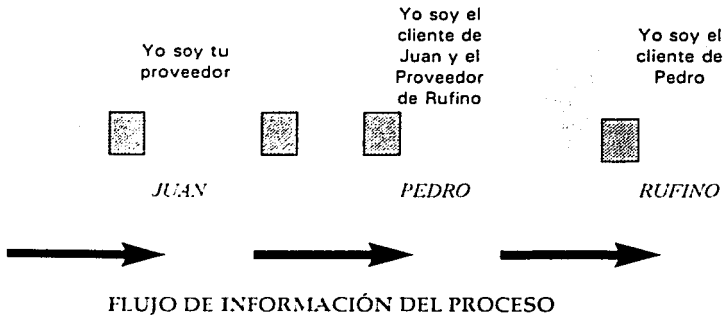 Yo soy tu
proveedor
Yo soy el
cliente de
Juan y el
Proveedor
de Rufino
Yo soy el
cliente de
Pedro
JUAN
PEDRO
RUFINO
FLUJO DE INFORMACIÓN DEL PROCESO